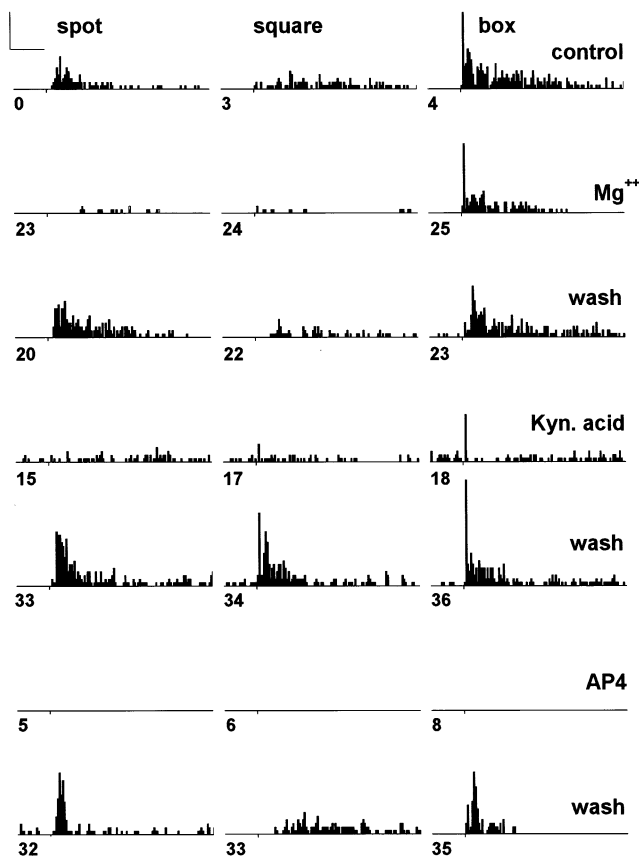 spot square box
control
0 3 4
Mg++
23 24 25
wash
20 22 23
Kyn. acid
15 17 18
wash
33 34 36
AP4
5 6 8
wash
32 33 35